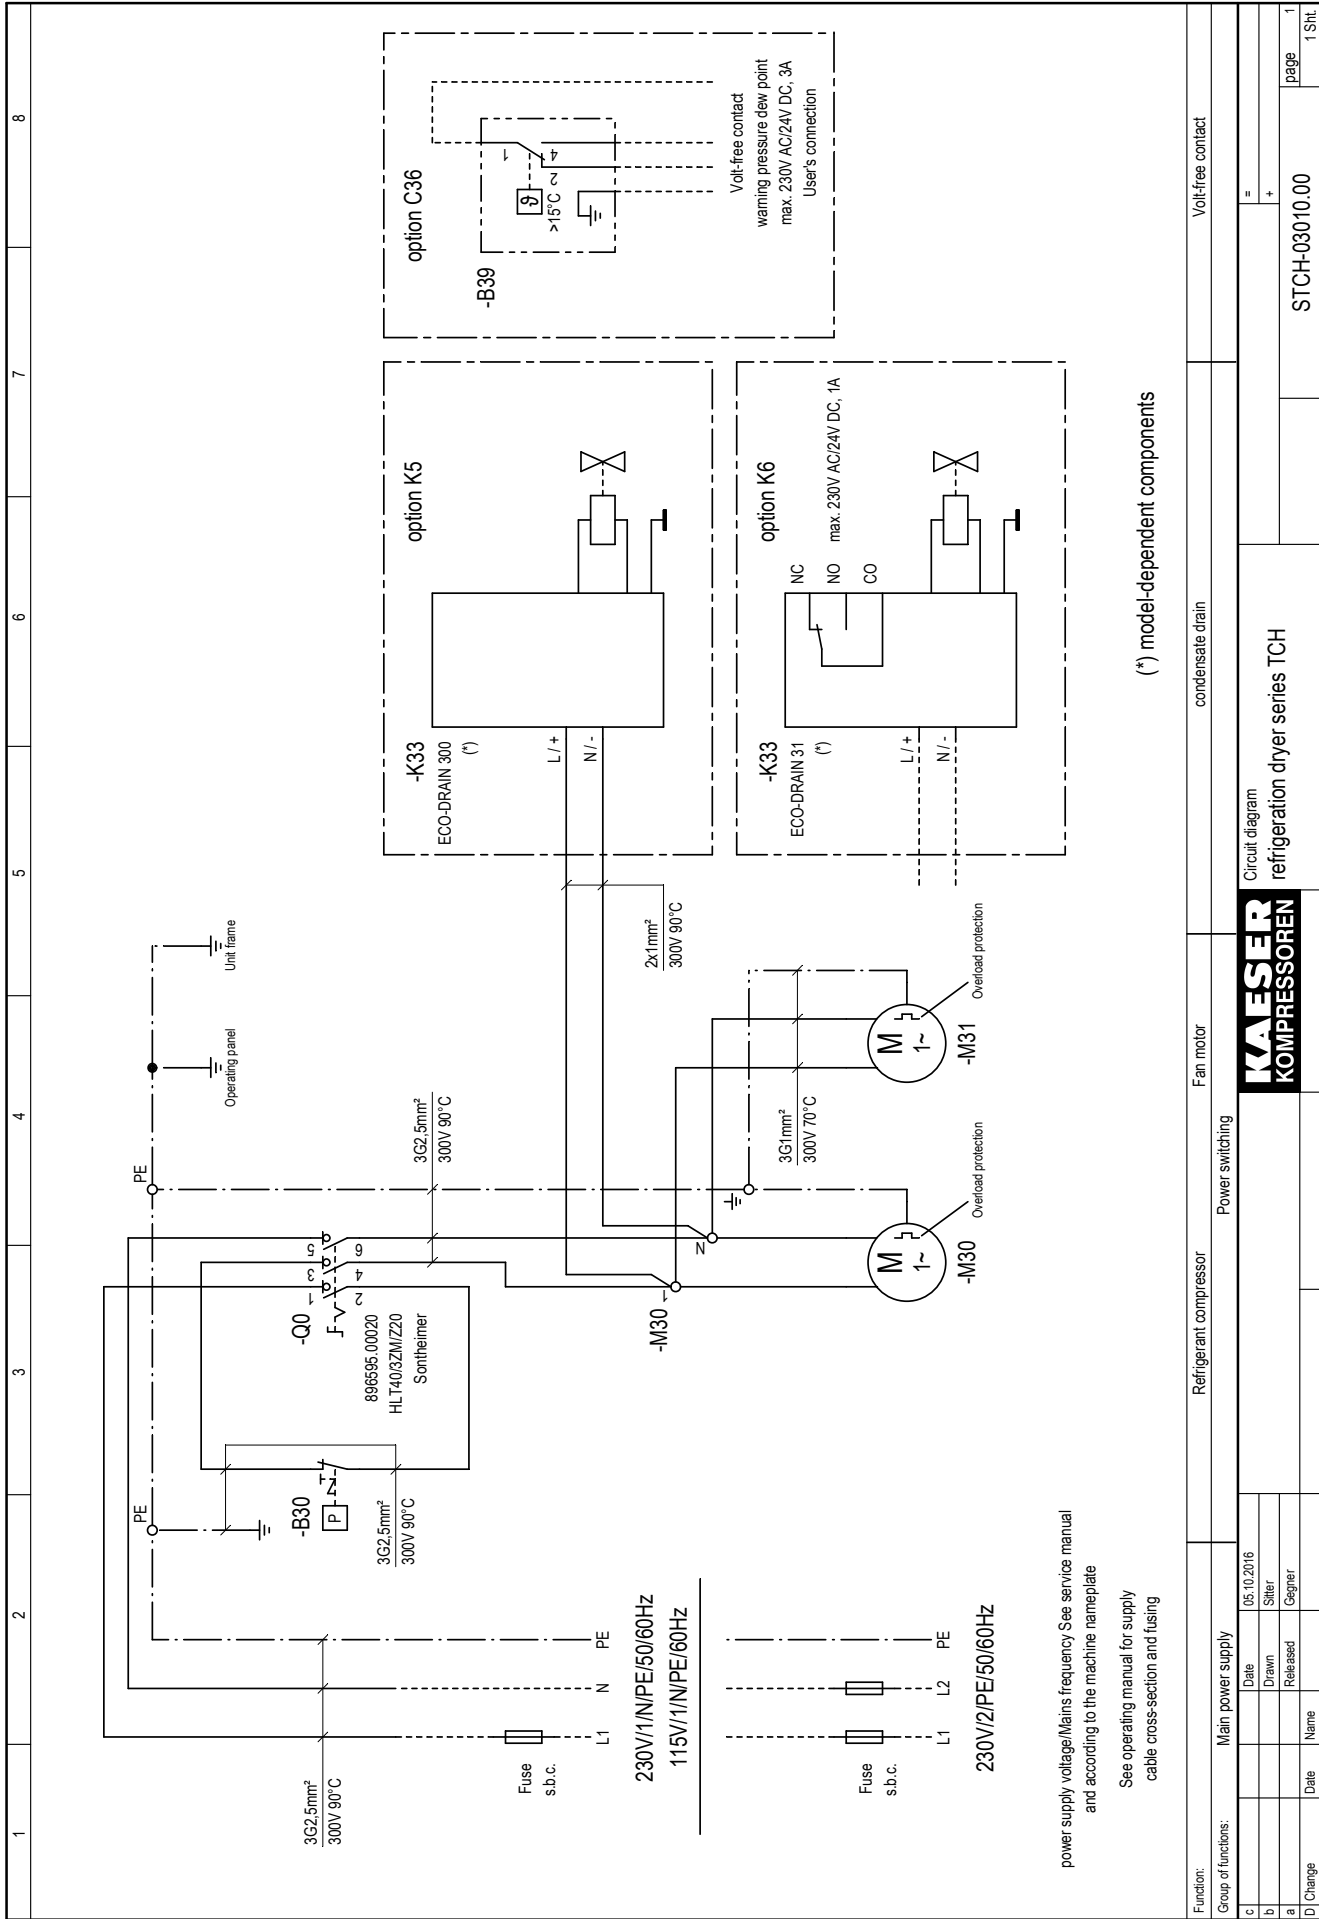 1
2
3
4
5
6
7
8
3G2,5mm²
300V 90°C
Fuse
s.b.c.
L1
N
PE
230V/1/N/PE/50/60Hz
115V/1/N/PE/60Hz
Fuse
s.b.c.
L1
L2
PE
230V/2/PE/50/60Hz
power supply voltage/Mains frequency See service manual
and according to the machine nameplate
See operating manual for supply
cable cross-section and fusing
PE
-B30
P
3G2,5mm²
300V 90°C
-Q0
1
3
5
2
4
6
896595.00020
HLT40/3ZM/Z20
Sontheimer
PE
3G2,5mm²
300V 90°C
Operating panel
Unit frame
-M30
1
N
M
1~
-M30
Overload protection
3G1mm²
300V 70°C
M
1~
-M31
Overload protection
2x1mm²
300V 90°C
-K33
ECO-DRAIN 300
(*)
option K5
L / +
N / -
-K33
ECO-DRAIN 31
(*)
option K6
L / +
N / -
NC
NO
CO
max. 230V AC/24V DC, 1A
(*) model-dependent components
option C36
-B39
ϑ
>15°C
1
2
4
Volt-free contact
warning pressure dew point
max. 230V AC/24V DC, 3A
User's connection
Function:
Refrigerant compressor
Fan motor
condensate drain
Volt-free contact
Group of functions:
Main power supply
Power switching
c
b
a
D
Change
Date
Name
Date
05.10.2016
Drawn
Sitter
Released
Gegner
KAESER
KOMPRESSOREN
Circuit diagram
refrigeration dryer series TCH
=
+
STCH-03010.00
page
1
1 Sht.